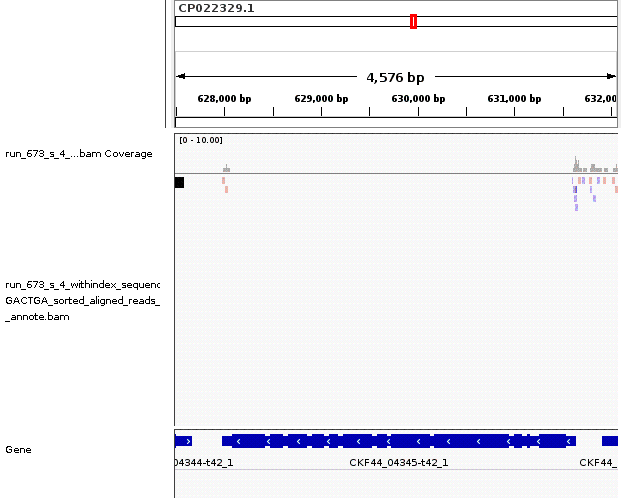 CP022329.1
4,576 bp
628,000 bp 629,000 bp 630,000 bp 631,000 bp 632,00
[0 - 10.00]
run_673_s_4_...bam Coverage
run_673_s_4_withindex_sequenc
GACTGA_sorted_aligned_reads_
_annote.bam
Gene
04344-t42_1 CKF44_04345-t42_1 CKF44_